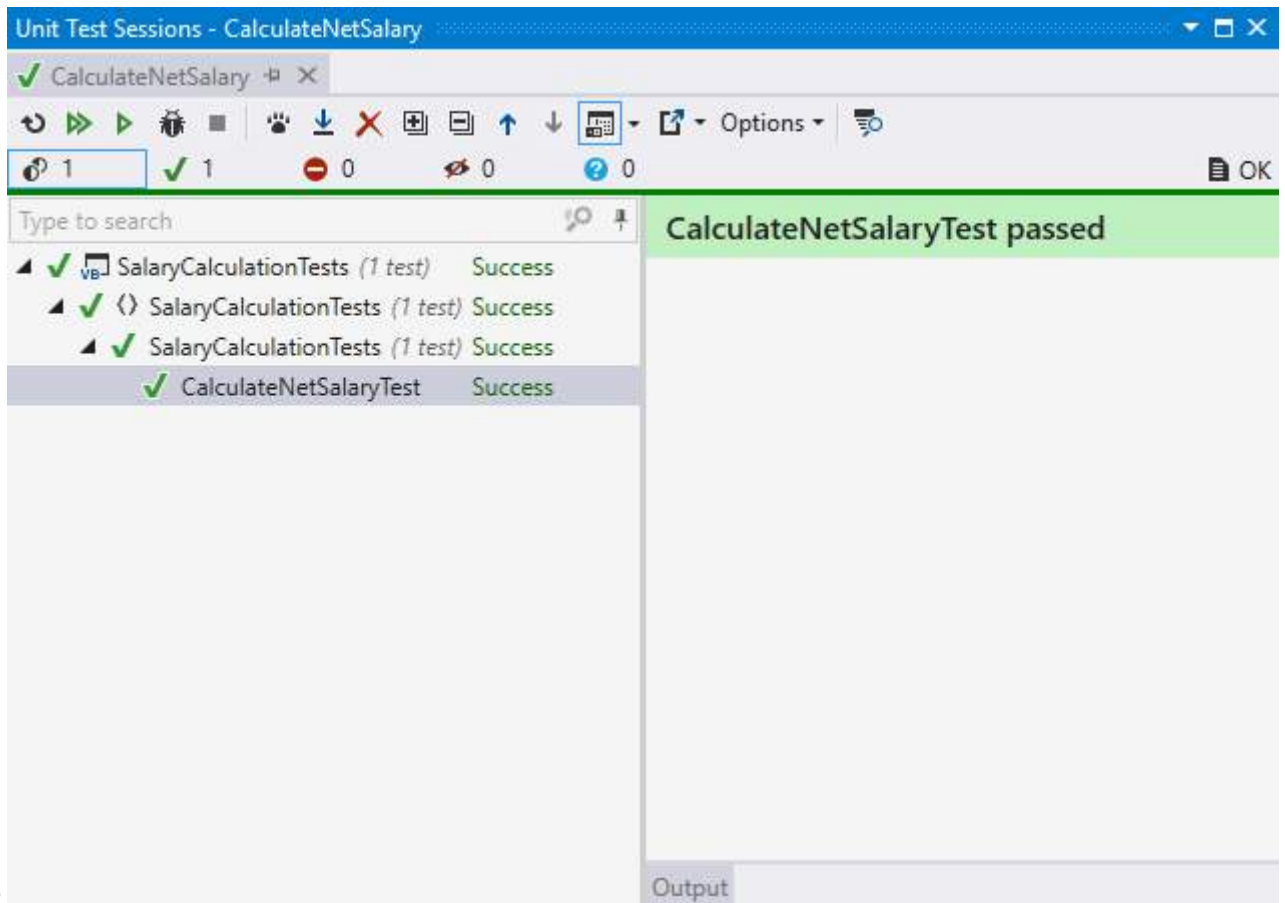 Unit Test Sessions - CalculateNetSalary
CalculateNetSalary
Options
1 1 0 0 0 OK
Type to search
CalculateNetSalaryTest passed
VB SalaryCalculationTests (1 test) Success
SalaryCalculationTests (1 test) Success
SalaryCalculationTests (1 test) Success
CalculateNetSalaryTest Success
Output